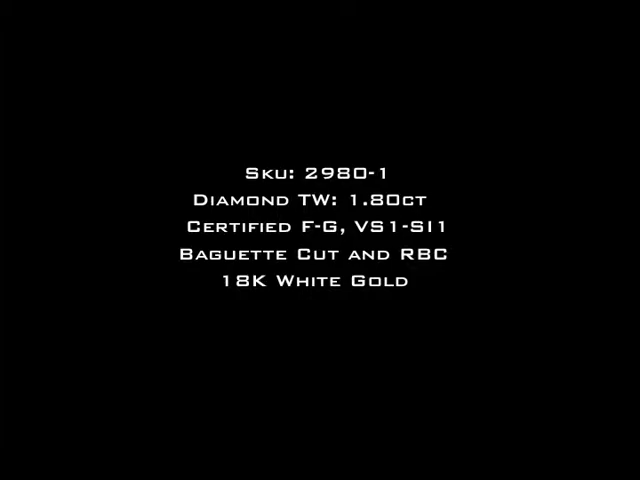 Sku: 2980-1
Diamond TW: 1.80ct
Certified F-G, VS1-SI1
Baguette Cut and RBC
18K White Gold